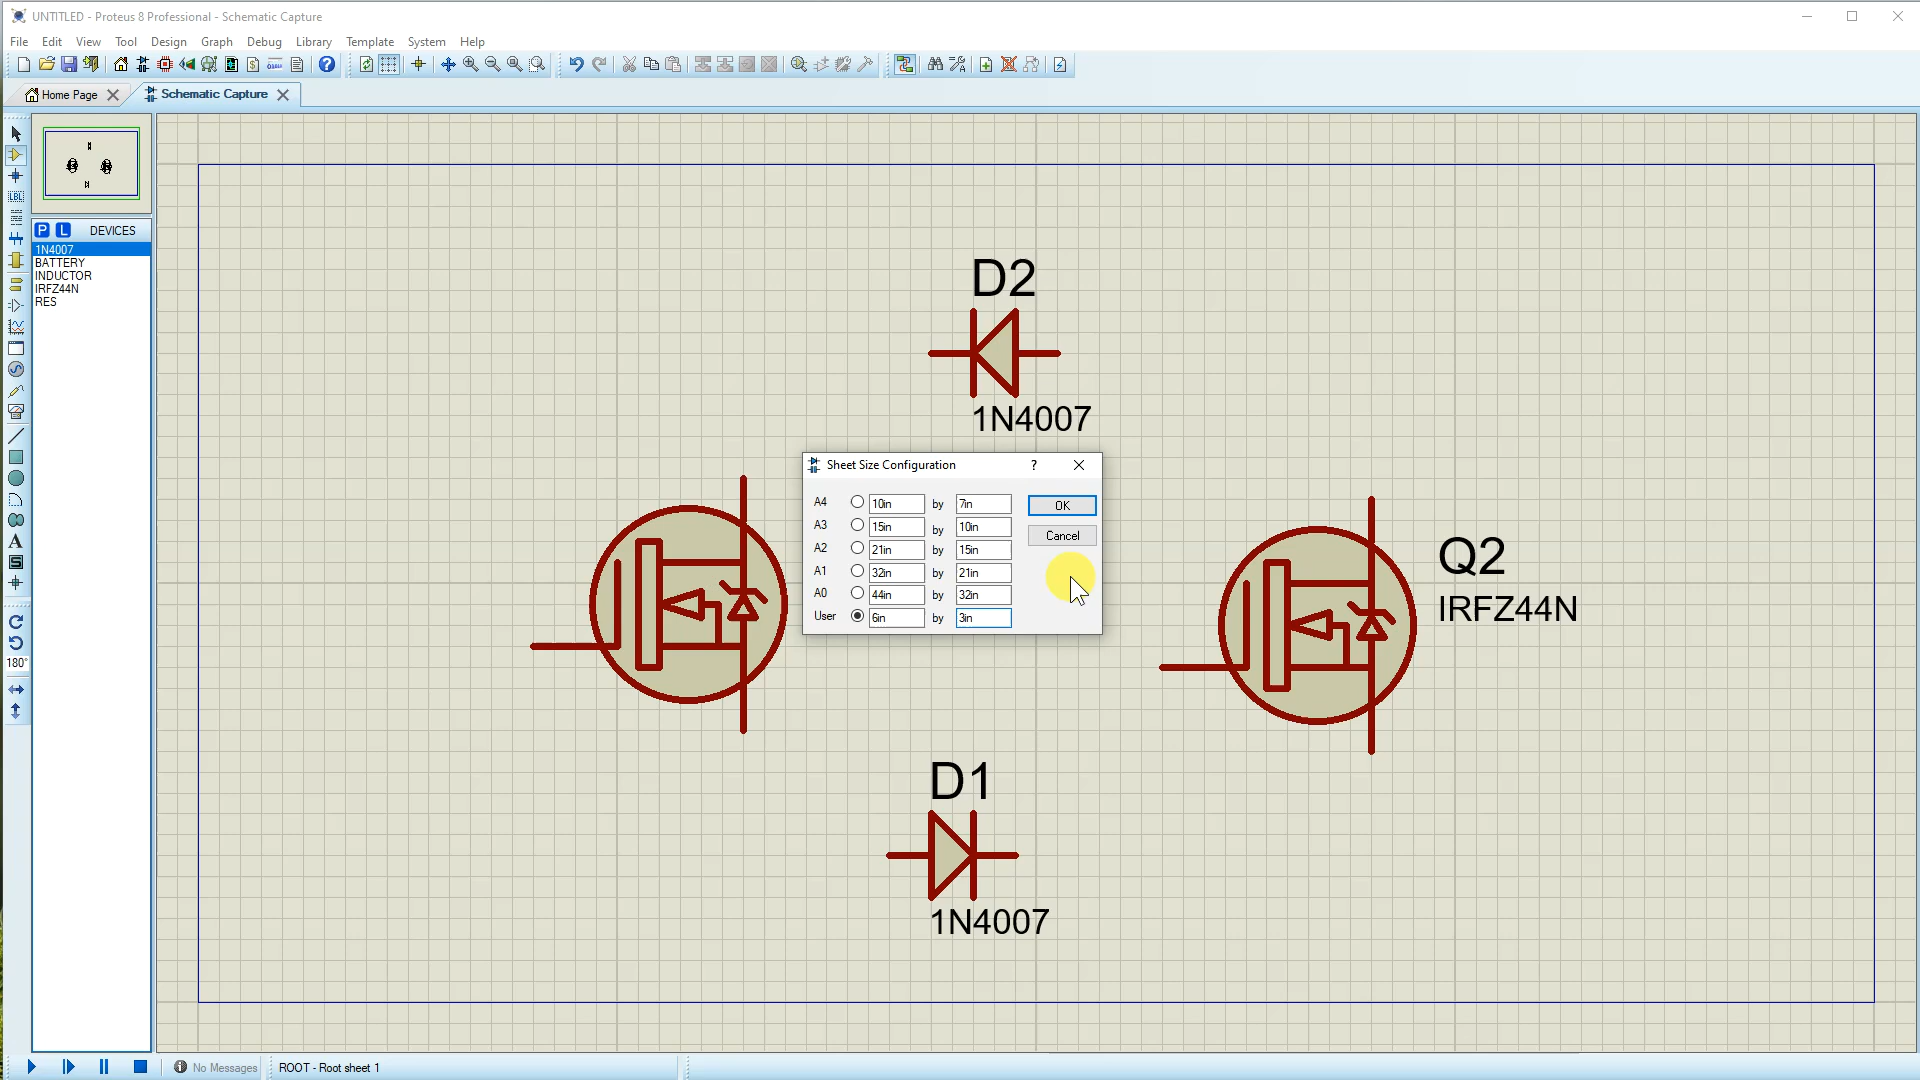 UNTITLED - Proteus 8 Professional - Schematic Capture
File Edit View Tool Design Graph Debug Library Template System Help
Home Page Schematic Capture
P L DEVICES
1N4007
BATTERY
INDUCTOR
IRFZ44N
RES
LBL
A
S
180°
D2
1N4007
Sheet Size Configuration ?
A4 10in by 7in OK
A3 15in by 10in
Cancel
A2 21in by 15in
A1 32in by 21in
A0 44in by 32in
User 6in by 3in
Q2
IRFZ44N
D1
1N4007
No Messages ROOT - Root sheet 1